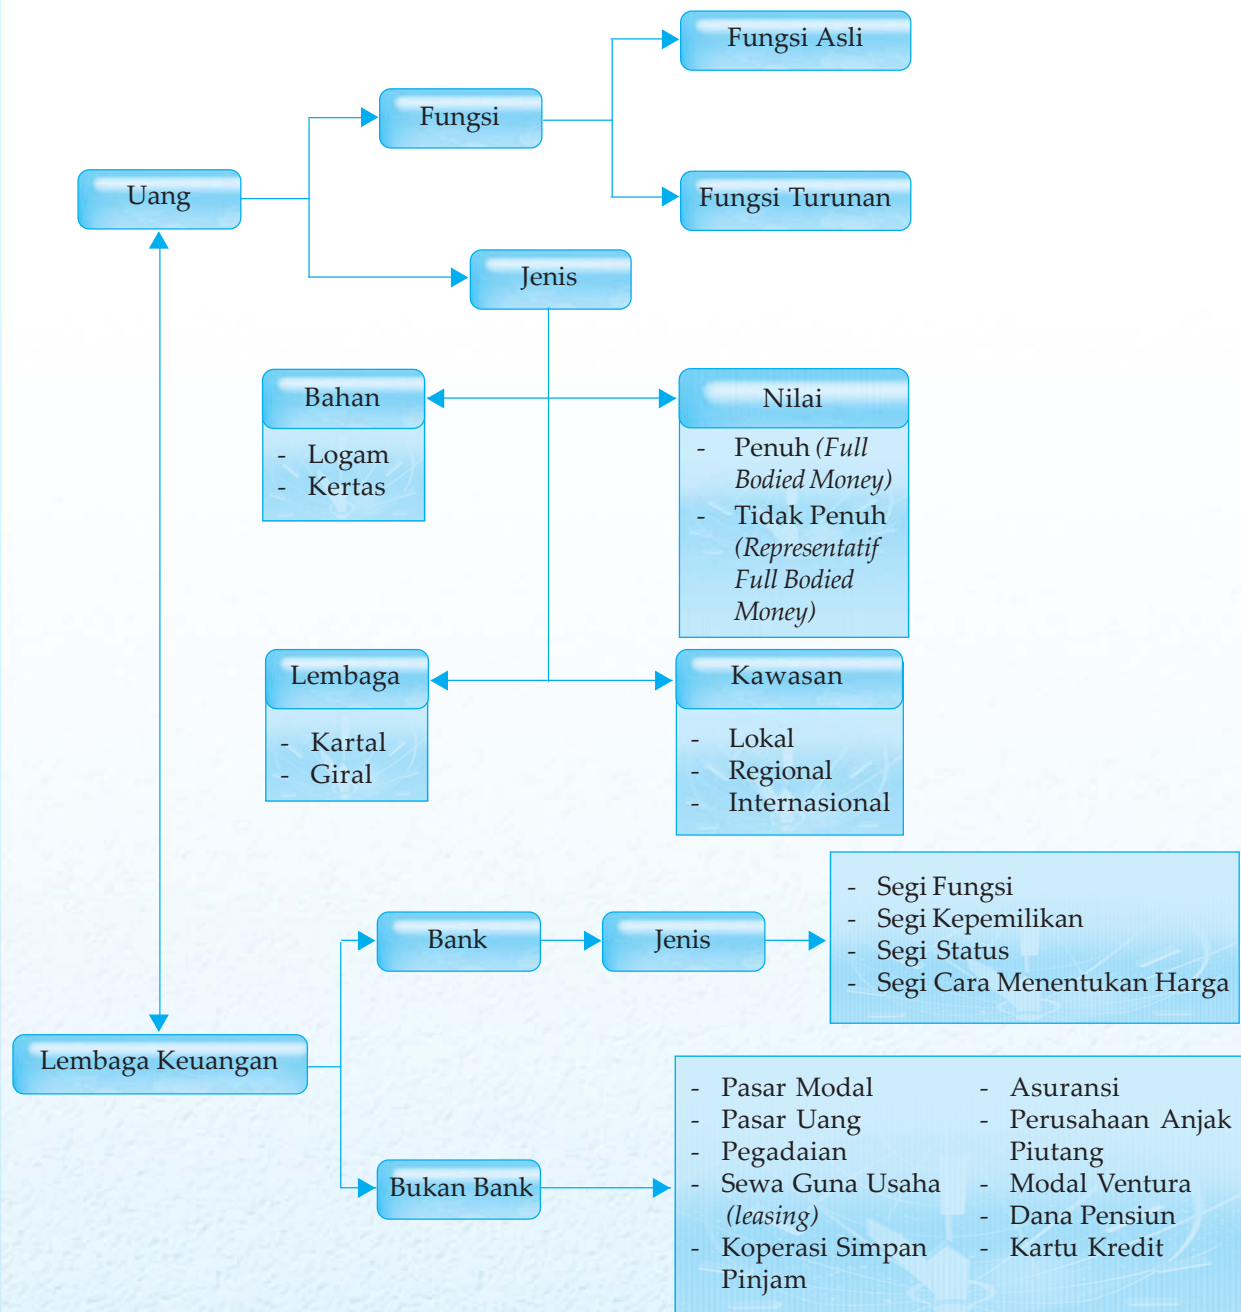 Fungsi Asli
Fungsi
Uang
Fungsi Turunan
Jenis
Bahan
- Logam
- Kertas
Nilai
- Penuh (Full
Bodied Money)
- Tidak Penuh
(Representatif
Full Bodied
Money)
Lembaga
- Kartal
- Giral
Kawasan
- Lokal
- Regional
- Internasional
Bank
Jenis
- Segi Fungsi
- Segi Kepemilikan
- Segi Status
- Segi Cara Menentukan Harga
Lembaga Keuangan
Bukan Bank
- Pasar Modal
- Pasar Uang
- Pegadaian
- Sewa Guna Usaha
(leasing)
- Koperasi Simpan
Pinjam
- Asuransi
- Perusahaan Anjak
Piutang
- Modal Ventura
- Dana Pensiun
- Kartu Kredit